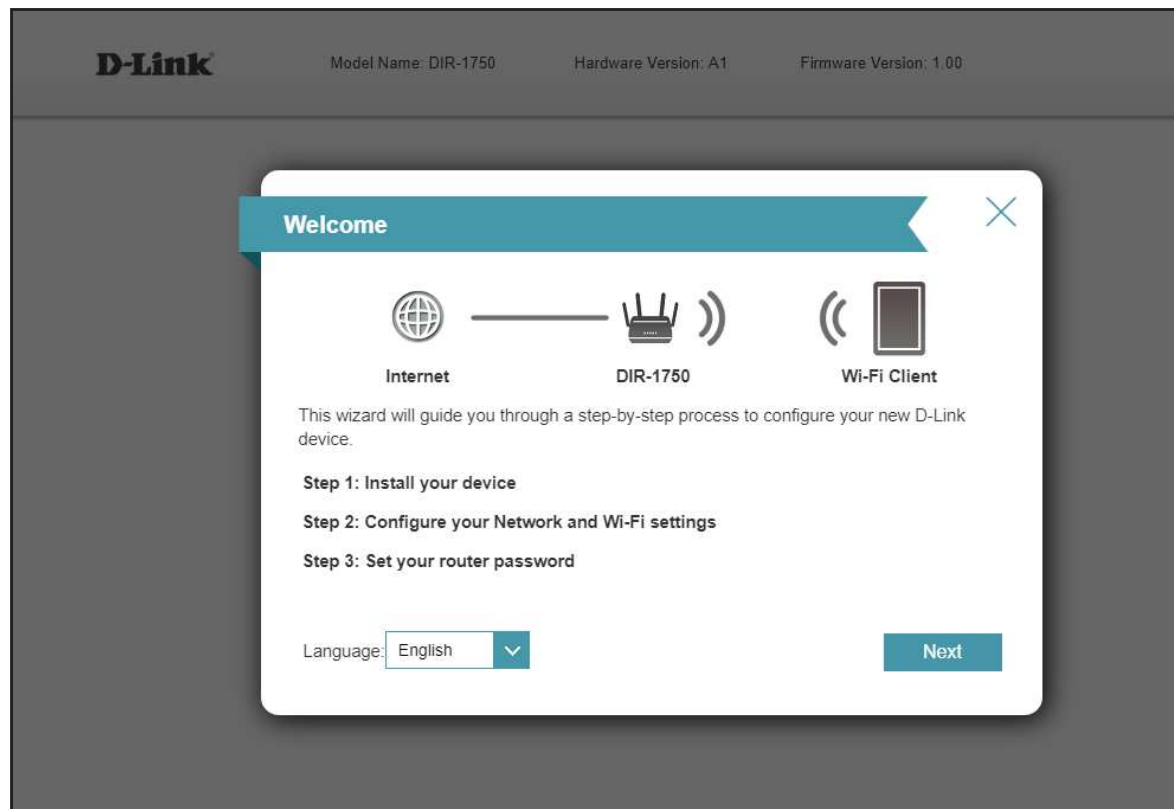 D-Link
Model Name: DIR-1750
Hardware Version: A1
Firmware Version: 1.00
Welcome
Internet
DIR-1750
Wi-Fi Client
This wizard will guide you through a step-by-step process to configure your new D-Link
device.
Step 1: Install your device
Step 2: Configure your Network and Wi-Fi settings
Step 3: Set your router password
Language: English
Next